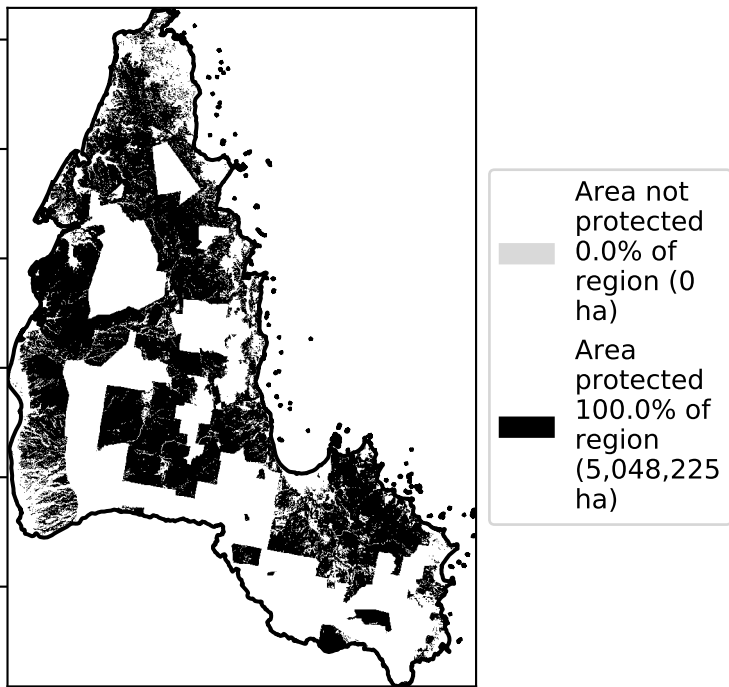 Area not
protected
0.0% of
region (0
ha)
Area
protected
100.0% of
region
(5,048,225
ha)